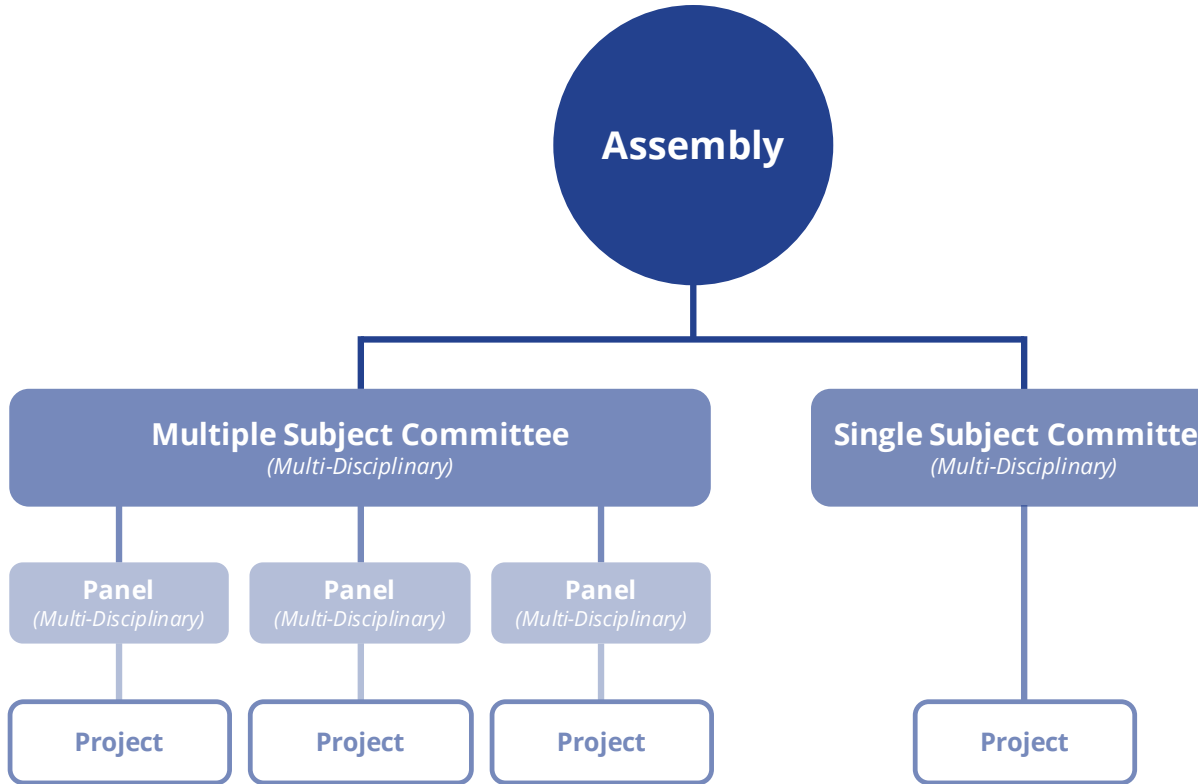 Assembly
Multiple Subject Committee
(Multi-Disciplinary)
Single Subject Committe
(Multi-Disciplinary)
Panel
(Multi-Disciplinary)
Panel
(Multi-Disciplinary)
Panel
(Multi-Disciplinary)
Project
Project
Project
Project